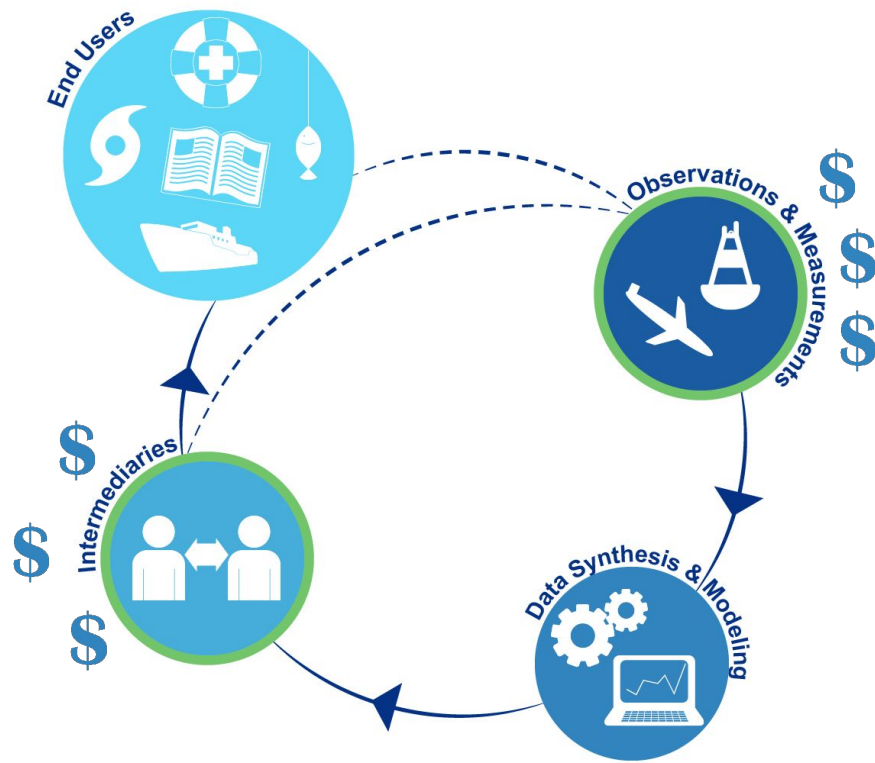 End Users
Observations & Measurements
$
$
$
Intermediaries
$
$
$
Data Synthesis & Modeling